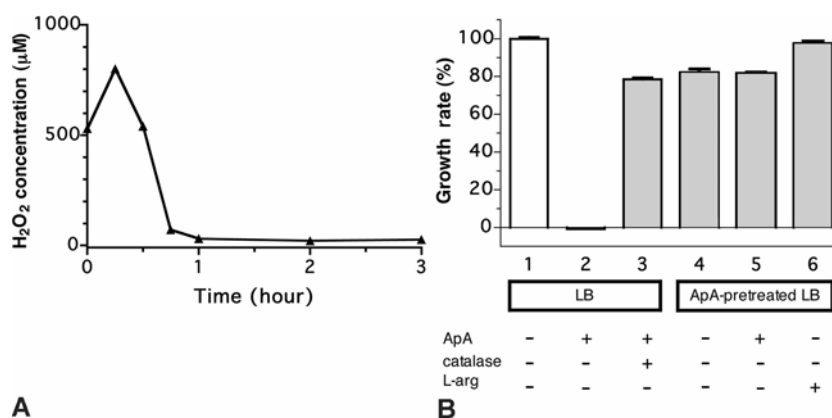 1000
500
0
H₂O₂ concentration (μM)
0 1 2 3
Time (hour)
A
100
80
60
40
20
0
Growth rate (%)
1 2 3 4 5 6
LB ApA-pretreated LB
ApA – + + – + –
catalase – – + – – –
L-arg – – – – – +
B